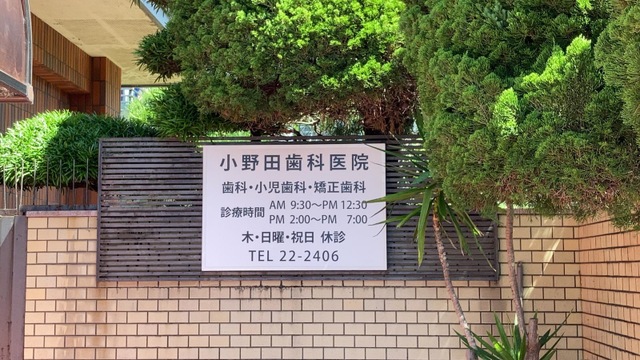 小野田歯科医院
歯科・小児歯科・矯正歯科
診療時間 AM 9:30～PM 12:30
PM 2:00～PM 7:00
木・日曜・祝日 休診
TEL 22-2406